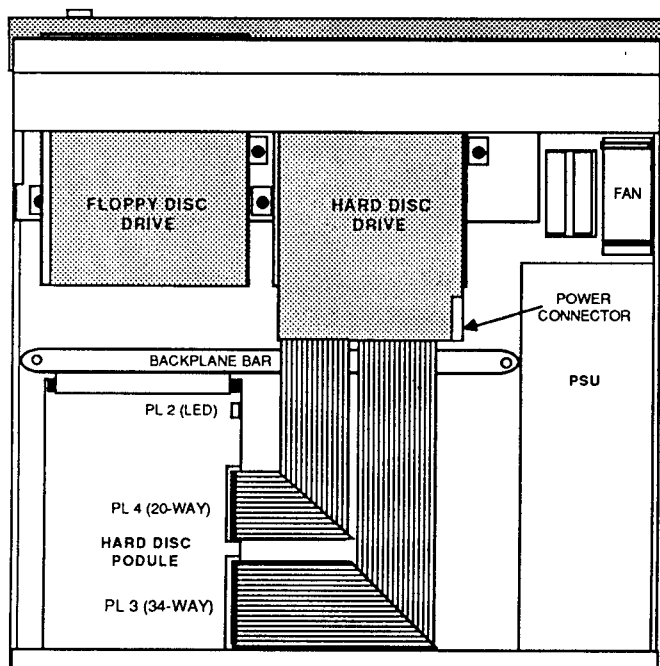 FLOPPY DISC
DRIVE
HARD DISC
DRIVE
FAN
POWER
CONNECTOR
BACKPLANE BAR
PSU
PL 2 (LED)
PL 4 (20-WAY)
HARD DISC
PODULE
PL 3 (34-WAY)